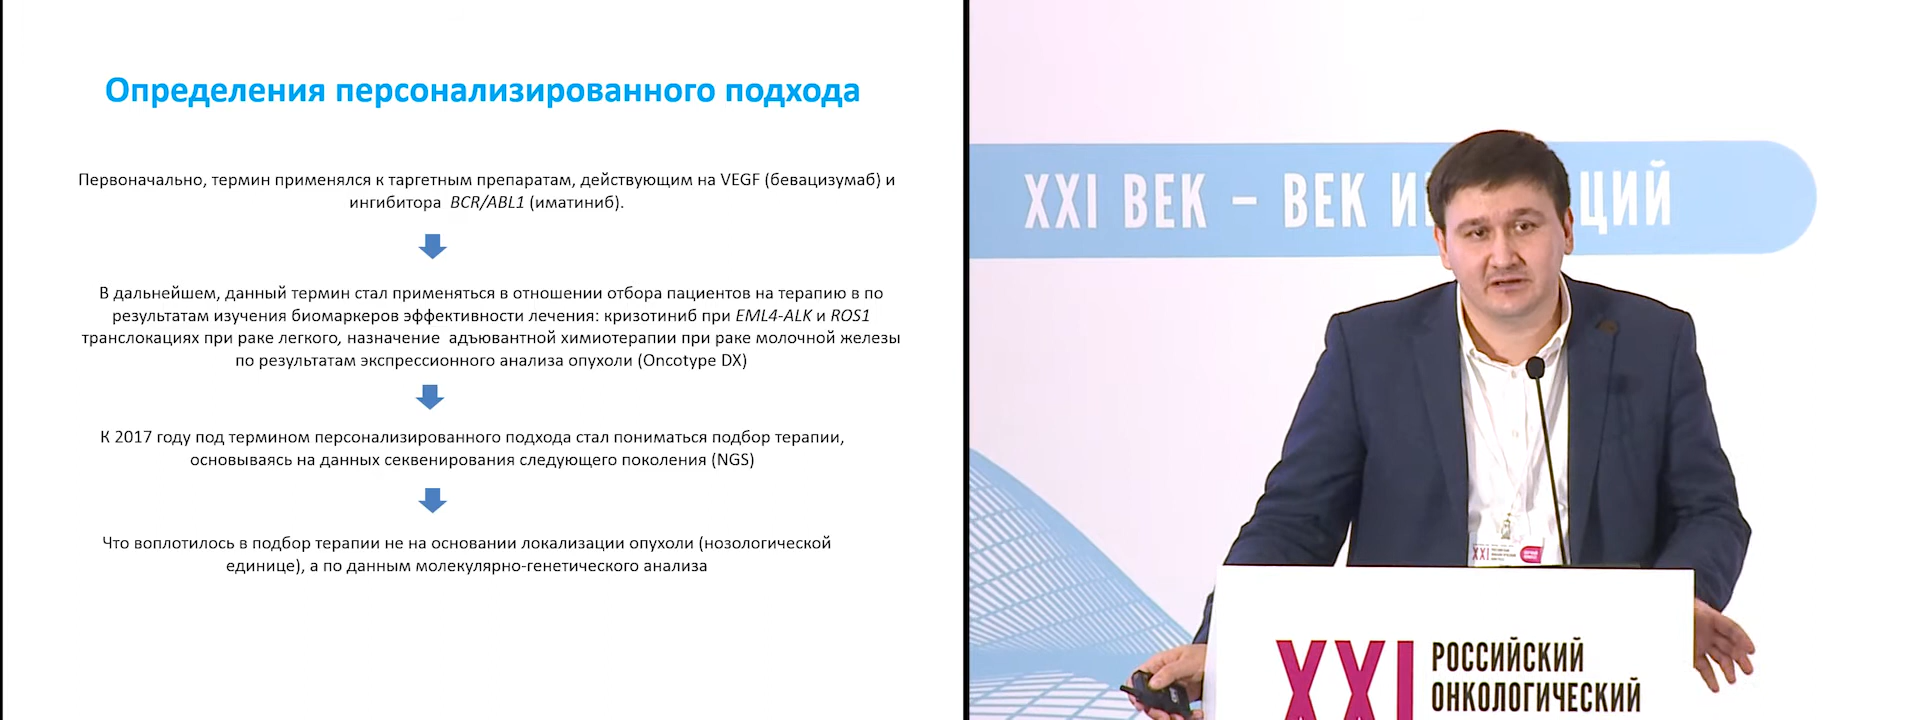 Определения персонализированного подхода
Первоначально, термин применялся к таргетным препаратам, действующим на VEGF (бевацизумаб) и
ингибитора BCR/ABL1 (иматиниб).
В дальнейшем, данный термин стал применяться в отношении отбора пациентов на терапию в по
результатам изучения биомаркеров эффективности лечения: кризотиниб при EML4-ALK и ROS1
транслокациях при раке легкого, назначение адъювантной химиотерапии при раке молочной железы
по результатам экспрессионного анализа опухоли (Oncotype DX)
К 2017 году под термином персонализированного подхода стал пониматься подбор терапии,
основываясь на данных секвенирования следующего поколения (NGS)
Что воплотилось в подбор терапии не на основании локализации опухоли (нозологической
единице), а по данным молекулярно-генетического анализа
XXI ВЕК – ВЕК И ЦИЙ
XXI
XXI
РОССИЙСКИЙ
ОНКОЛОГИЧЕСКИЙ